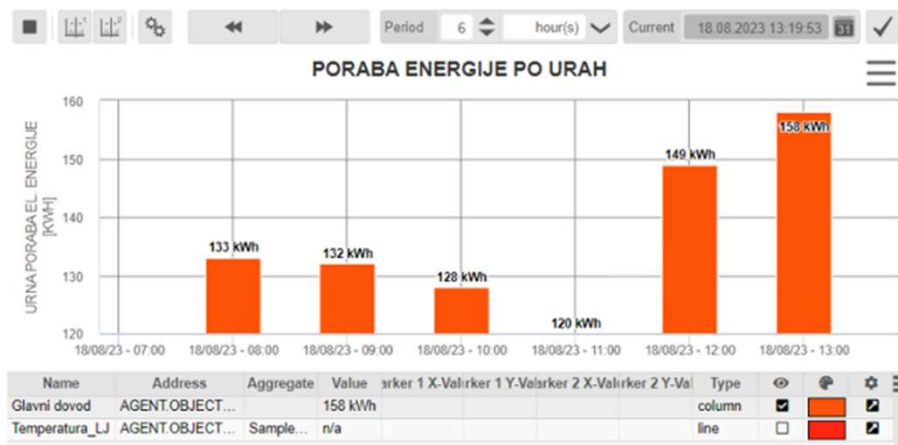 Period 6 hour(s) Current 18.08.2023 13:19:53 31
PORABA ENERGIJE PO URAH
URNA PORABA EL. ENERGIJE
[KWH]
160
150
140
130
120
133 kWh
132 kWh
128 kWh
120 kWh
149 kWh
158 kWh
18/08/23 - 07:00 18/08/23 - 08:00 18/08/23 - 09:00 18/08/23 - 10:00 18/08/23 - 11:00 18/08/23 - 12:00 18/08/23 - 13:00
Name Address Aggregate Value arker 1 X-Val rker 1 Y-Val arker 2 X-Val rker 2 Y-Val Type
Glavni dovod AGENT.OBJECT... 158 kWh column
Temperatura_LJ AGENT.OBJECT... Sample... n/a line